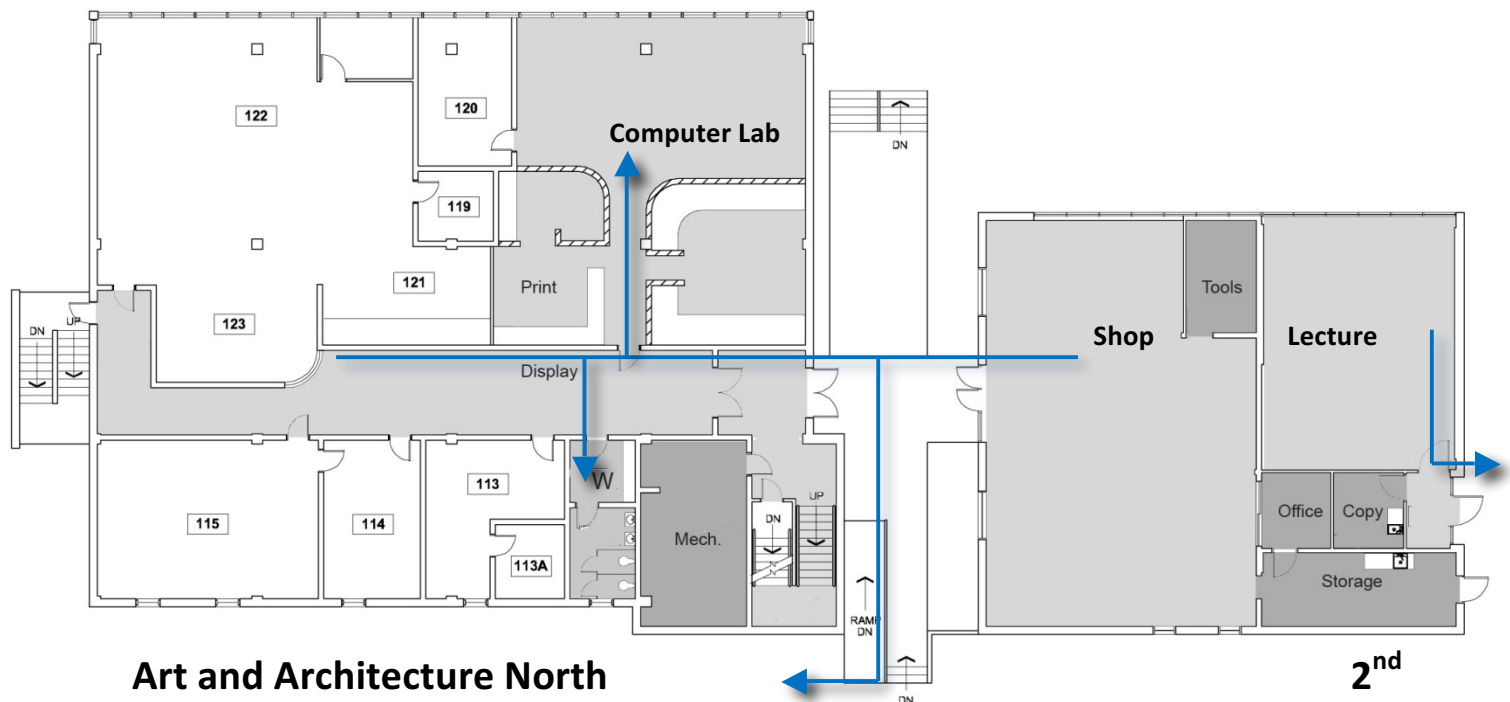 122
120
Computer Lab
DN
119
121
Print
Tools
123
DN
UP
Shop
Lecture
Display
W
113
115
114
UP
DN
Office
Copy
Mech.
113A
Storage
RAMP
DN
Art and Architecture North
2nd
DN